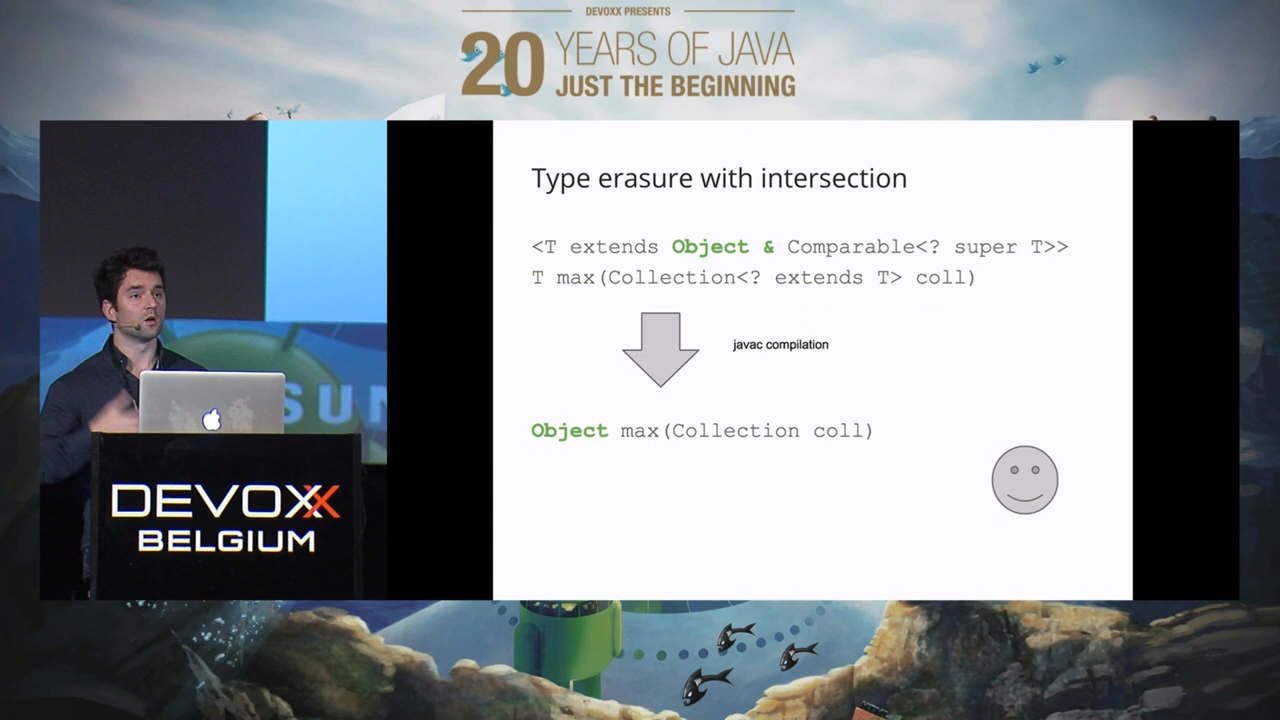 DEVOXX PRESENTS
20 YEARS OF JAVA
JUST THE BEGINNING
Type erasure with intersection
<T extends Object & Comparable<? super T>>
T max(Collection<? extends T> coll)
javac compilation
Object max(Collection coll)
SUN
DEVOXX
BELGIUM